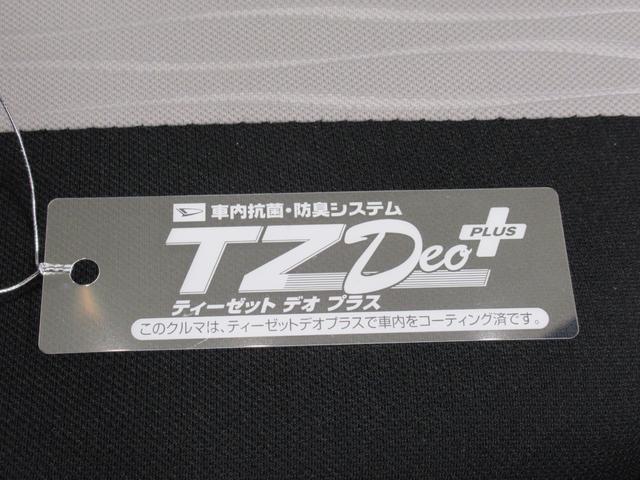 車内抗菌・防臭システム
TZDeo PLUS
ティーゼット デオ プラス
このクルマは、ティーゼットデオプラスで車内をコーティング済です。